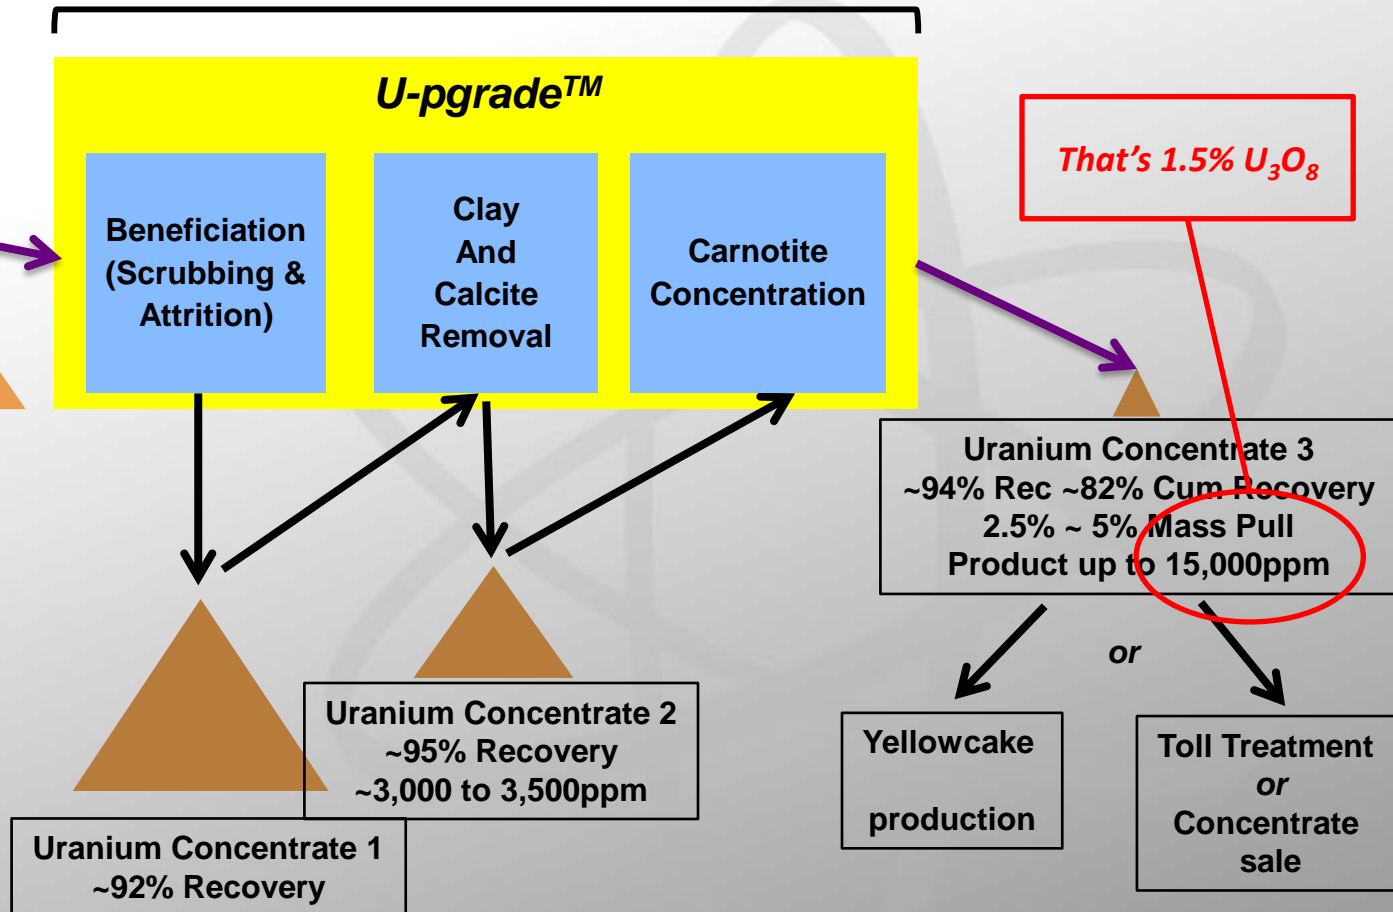 U-pgradeTM
Beneficiation
(Scrubbing &
Attrition)
Clay
And
Calcite
Removal
Carnotite
Concentration
That’s 1.5% U3O8
Uranium Concentrate 1
~92% Recovery
Uranium Concentrate 2
~95% Recovery
~3,000 to 3,500ppm
Uranium Concentrate 3
~94% Rec ~82% Cum Recovery
2.5% ~ 5% Mass Pull
Product up to 15,000ppm
or
Yellowcake
production
Toll Treatment
or
Concentrate
sale